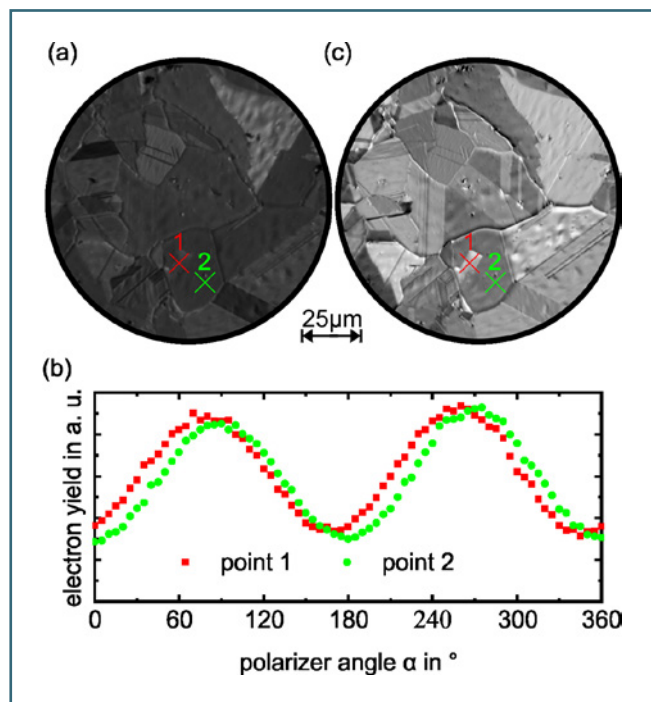 (a) (c)
1 1
2 2
25µm
(b)
electron yield in a. u.
point 1 point 2
0 60 120 180 240 300 360
polarizer angle α in °